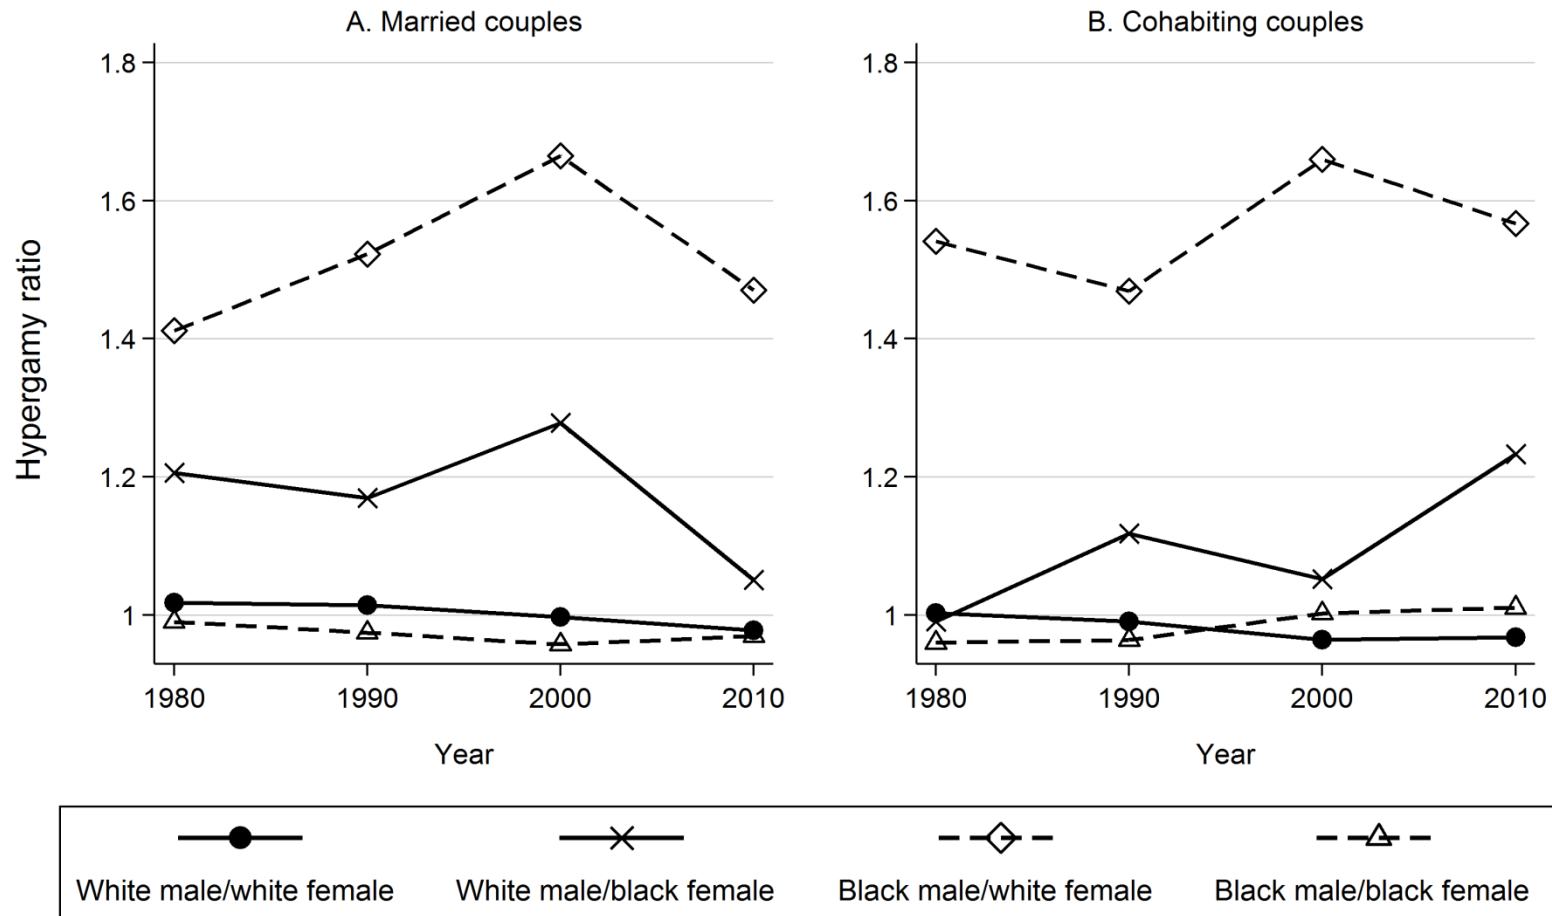 A. Married couples
B. Cohabiting couples
Hypergamy ratio
1.8
1.6
1.4
1.2
1
1980 1990 2000 2010
Year
1.8
1.6
1.4
1.2
1
1980 1990 2000 2010
Year
White male/white female
White male/black female
Black male/white female
Black male/black female